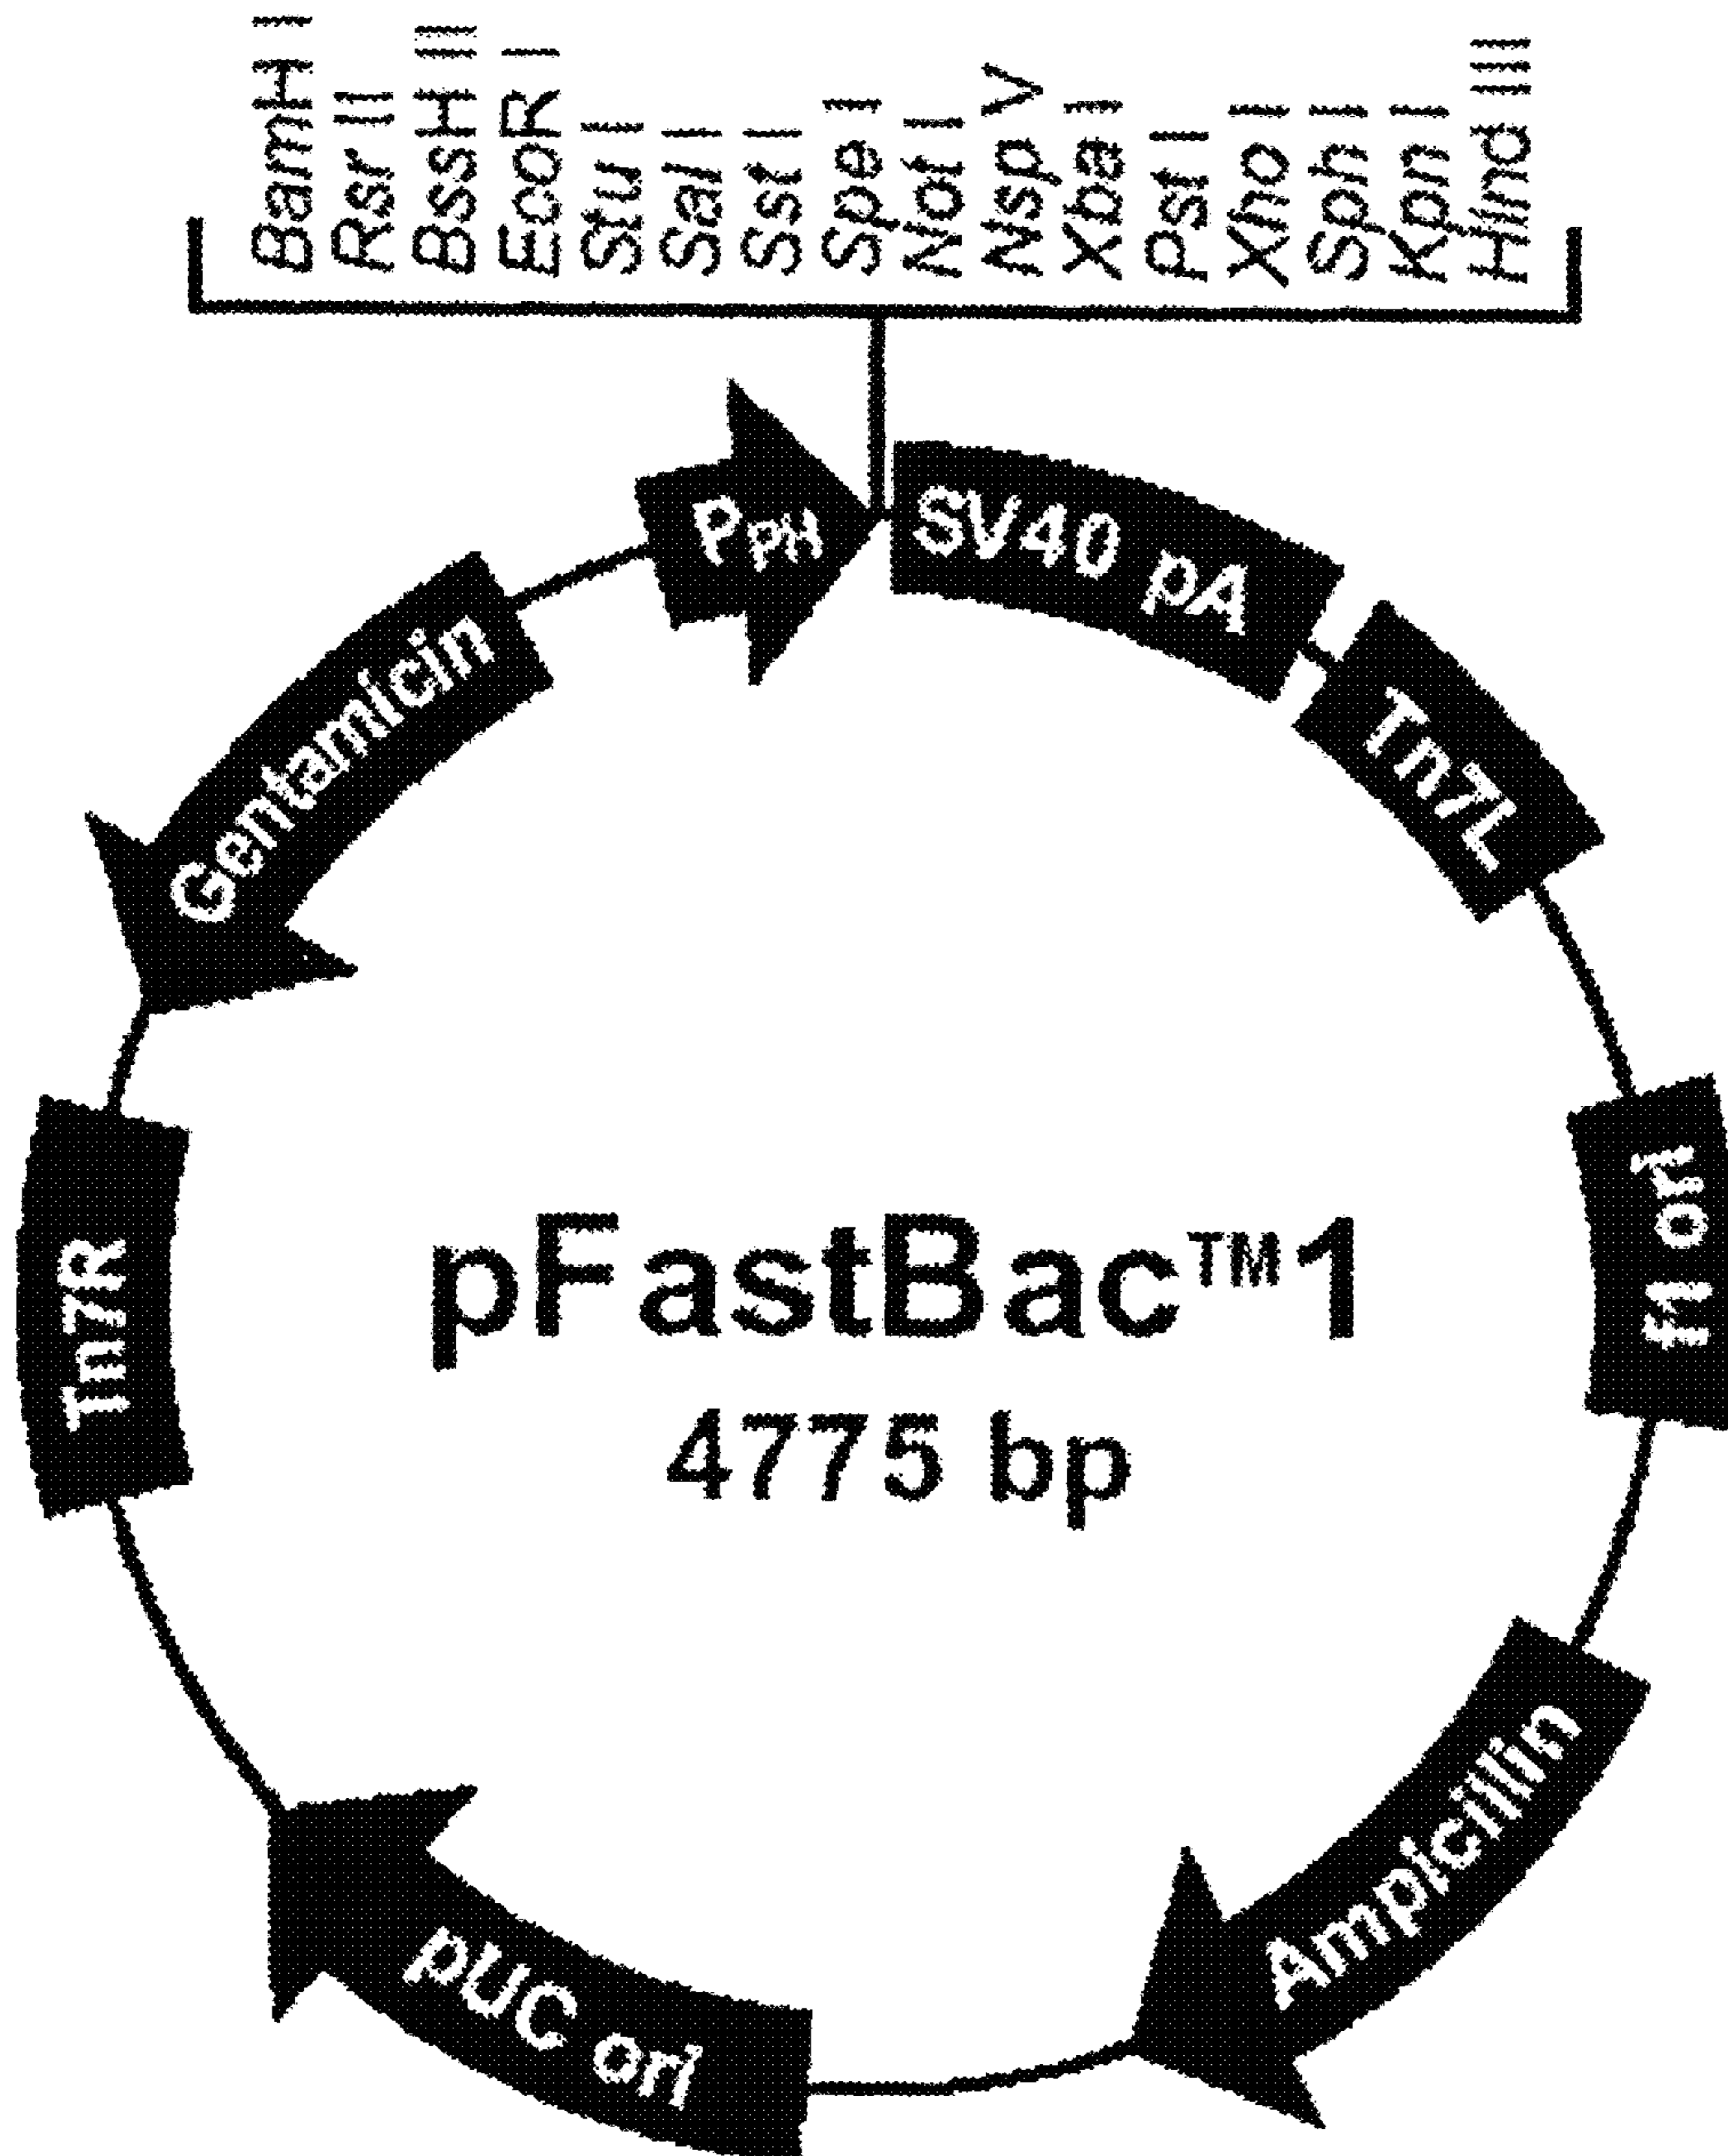 BamH I
Rsr II
BssH II
EcoR I
Stu I
Sal I
Sst I
Spe I
Not I
Nsp V
Xba I
Pst I
Xho I
Sph I
Kpn I
Hind III
PPH
SV40 pA
Tn7L
f1 ori
Ampicillin
pUC ori
Tn7R
Gentamicin
pFastBac™1
4775 bp